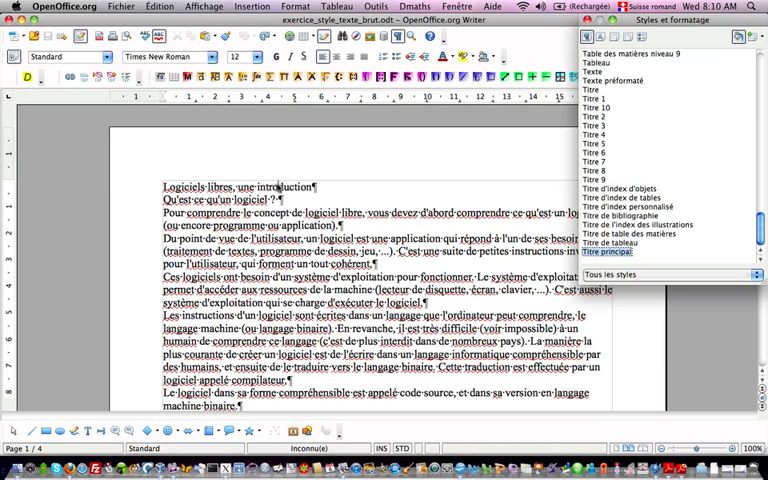 OpenOffice.org Fichier Édition Affichage Insertion Format Tableau Outils Dmaths Fenêtre Aide (Rechargée) Suisse romand Wed 8:10 AM
exercice_style_texte_brut.odt - OpenOffice.org Writer
Styles et formatage
Standard Times New Roman 12 G I S
Logiciels libres, une introduction¶
Qu'est-ce qu'un logiciel ?¶
Pour comprendre le concept de logiciel libre, vous devez d'abord comprendre ce qu'est un
(ou encore programme ou application).¶
Du point de vue de l'utilisateur, un logiciel est une application qui répond à l'un de ses
(traitement de textes, programme de dessin, jeu, ...). C'est une suite de petites instructions
pour l'utilisateur, qui forment un tout cohérent.¶
Ces logiciels ont besoin d'un système d'exploitation pour fonctionner. Le système
permet d'accéder aux ressources de la machine (lecteur de disquette, écran, clavier, ...). C'est aussi le
système d'exploitation qui se charge d'exécuter le logiciel.¶
Les instructions d'un logiciel sont écrites dans un langage que l'ordinateur peut comprendre, le
langage machine (ou langage binaire). En revanche, il est très difficile (voir impossible) à un
humain de comprendre ce langage (c'est de plus interdit dans de nombreux pays). La manière la
plus courante de créer un logiciel est de l'écrire dans un langage informatique compréhensible par
des humains, et ensuite de le traduire vers le langage binaire. Cette traduction est effectuée par un
logiciel appelé compilateur.¶
Le logiciel dans sa forme compréhensible est appelé code source, et dans sa version en langage
machine binaire.¶
Table des matières niveau 9
Tableau
Texte
Texte préformaté
Titre
Titre 1
Titre 10
Titre 2
Titre 3
Titre 4
Titre 5
Titre 6
Titre 7
Titre 8
Titre 9
Titre d'index d'objets
Titre d'index de tables
Titre d'index personnalisé
Titre de bibliographie
Titre de l'index des illustrations
Titre de table des matières
Titre de tableau
Titre principal
Tous les styles
Page 1 / 4 Standard Inconnu(e) INS STD 100%